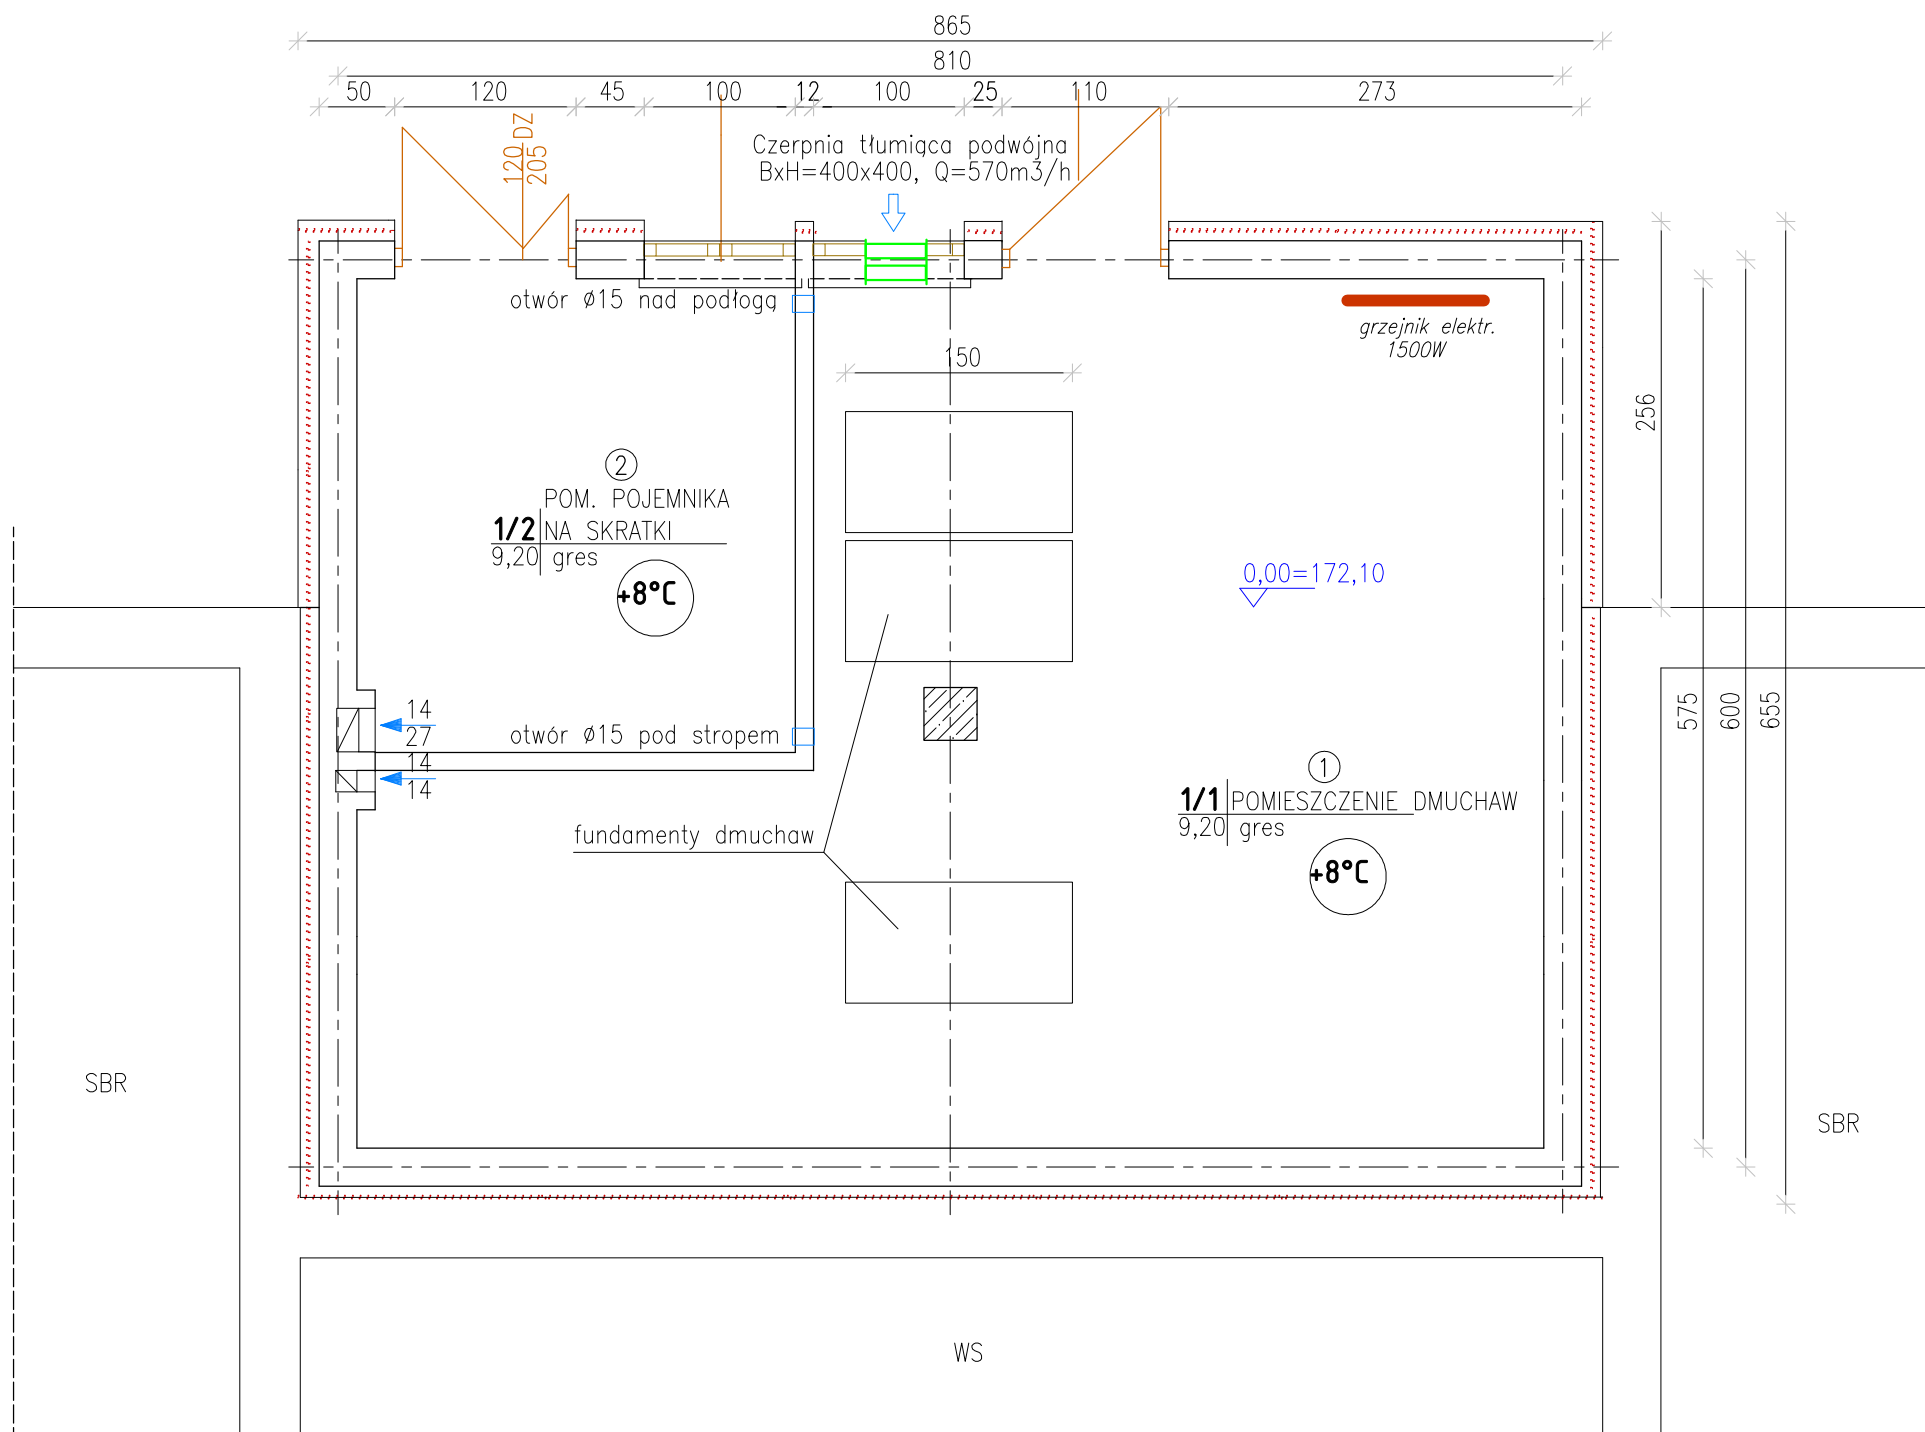 865
810
50 120 45 100 12 100 25 110 273
120 DZ
205
Czerpnia tłumiąca podwójna
BxH=400x400, Q=570m3/h
otwór ø15 nad podłogą
grzejnik elektr.
1500W
150
256
2
POM. POJEMNIKA
1/2 NA SKRATKI
9,20 gres
+8°C
0,00=172,10
14
27
14
14
otwór ø15 pod stropem
575
600
655
1
1/1 POMIESZCZENIE DMUCHAW
9,20 gres
+8°C
fundamenty dmuchaw
SBR
SBR
WS